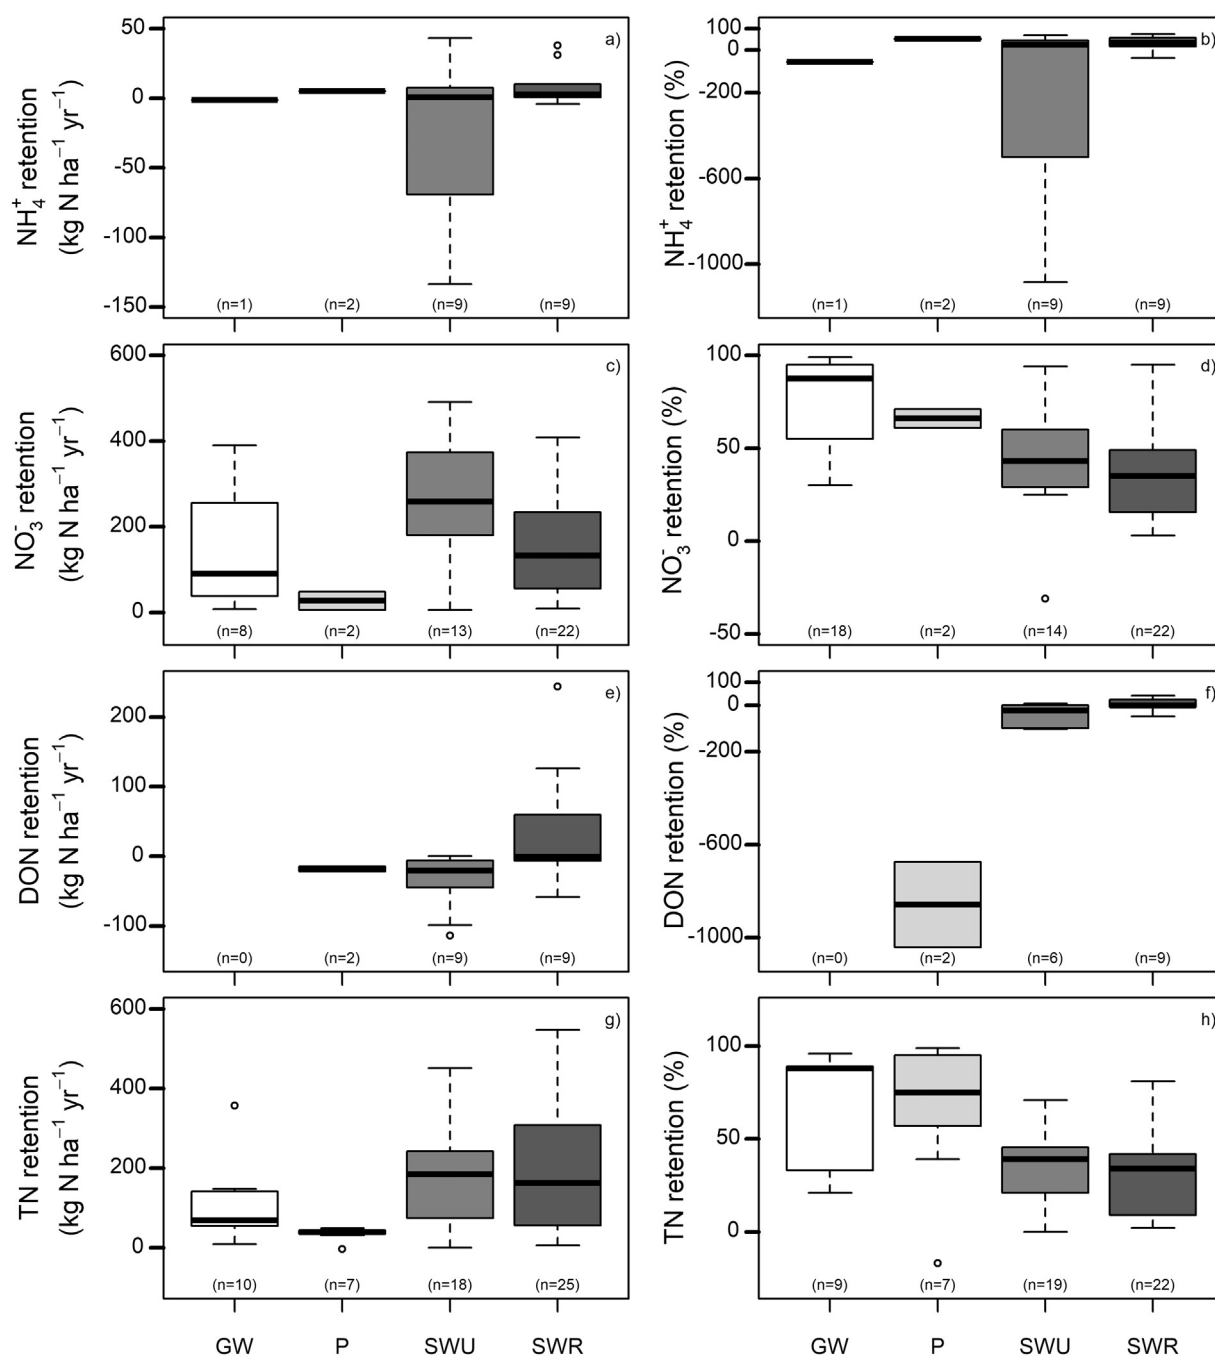 a)
NH4+ retention
(kg N ha−1 yr−1)
50
0
-50
-100
-150
(n=1) (n=2) (n=9) (n=9)
b)
NH4+ retention (%)
100
0
-200
-600
-1000
(n=1) (n=2) (n=9) (n=9)
c)
NO3- retention
(kg N ha−1 yr−1)
600
400
200
0
(n=8) (n=2) (n=13) (n=22)
d)
NO3- retention (%)
100
50
0
-50
(n=18) (n=2) (n=14) (n=22)
e)
DON retention
(kg N ha−1 yr−1)
200
100
0
-100
(n=0) (n=2) (n=9) (n=9)
f)
DON retention (%)
100
0
-200
-600
-1000
(n=0) (n=2) (n=6) (n=9)
g)
TN retention
(kg N ha−1 yr−1)
600
400
200
0
(n=10) (n=7) (n=18) (n=25)
GW P SWU SWR
h)
TN retention (%)
100
50
0
(n=9) (n=7) (n=19) (n=22)
GW P SWU SWR